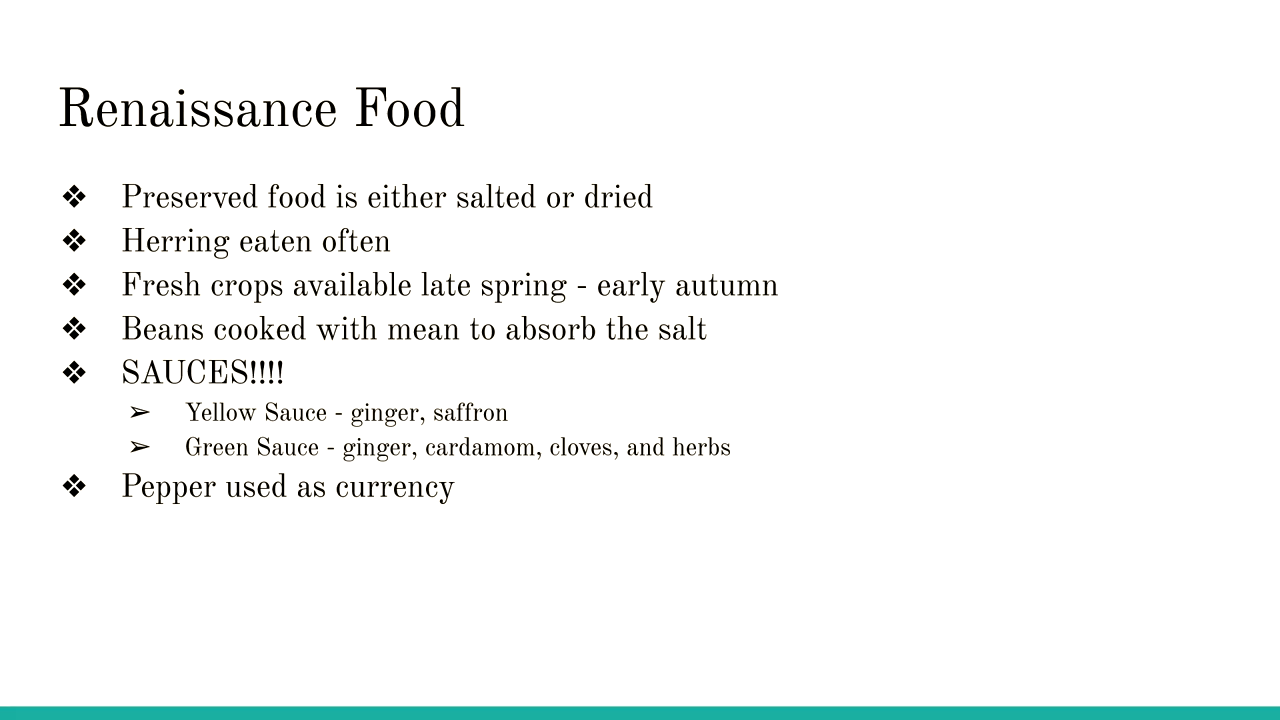 Renaissance Food
❖ Preserved food is either salted or dried
❖ Herring eaten often
❖ Fresh crops available late spring - early autumn
❖ Beans cooked with mean to absorb the salt
❖ SAUCES!!!!
➢ Yellow Sauce - ginger, saffron
➢ Green Sauce - ginger, cardamom, cloves, and herbs
❖ Pepper used as currency